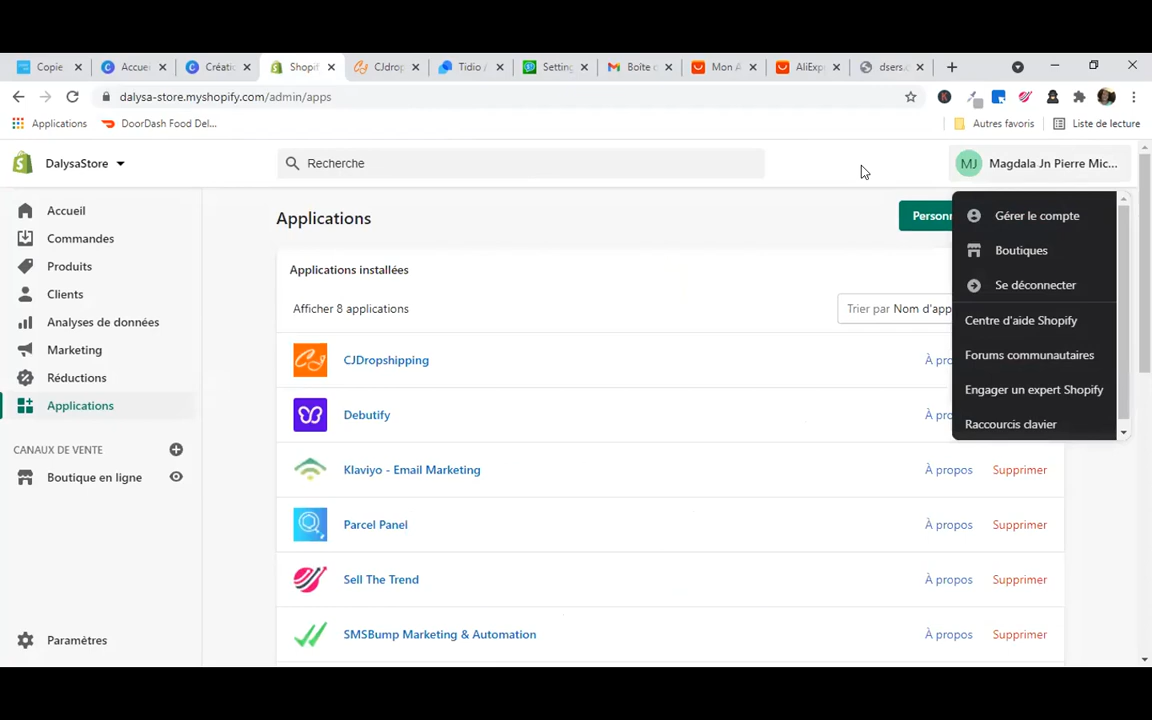 Copie
Accue
Créatic
Shopif
CJdrop
Tidio /
Setting
Boîte
Mon A
AliExp
dsers.
dalysa-store.myshopify.com/admin/apps
Applications
DoorDash Food Del...
Autres favoris
Liste de lecture
DalysaStore
Recherche
MJ
Magdala Jn Pierre Mic...
Accueil
Commandes
Produits
Clients
Analyses de données
Marketing
Réductions
Applications
CANAUX DE VENTE
Boutique en ligne
Paramètres
Applications
Personn
Applications installées
Afficher 8 applications
Trier par Nom d'app
CJDropshipping
À pro
Debutify
À pro
Klaviyo - Email Marketing
À propos Supprimer
Parcel Panel
À propos Supprimer
Sell The Trend
À propos Supprimer
SMSBump Marketing & Automation
À propos Supprimer
Gérer le compte
Boutiques
Se déconnecter
Centre d'aide Shopify
Forums communautaires
Engager un expert Shopify
Raccourcis clavier